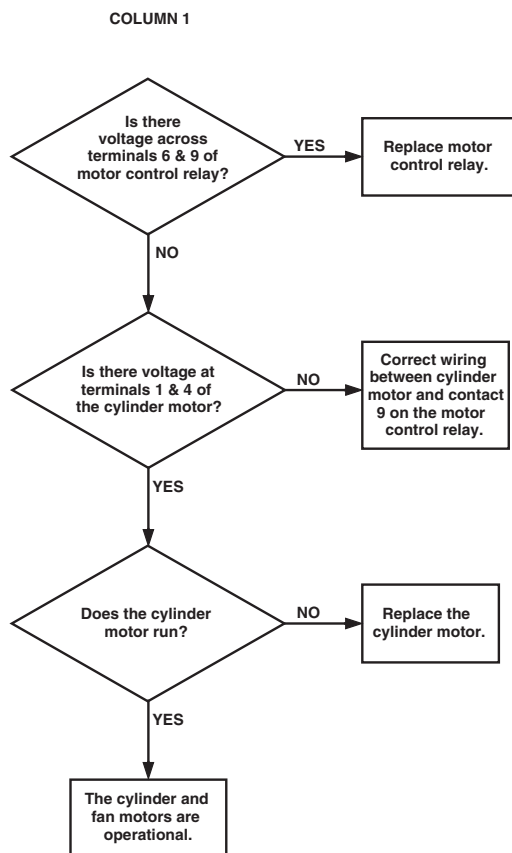 COLUMN 1
Is there
voltage across
terminals 6 & 9 of
motor control relay?
YES
Replace motor
control relay.
NO
Is there voltage at
terminals 1 & 4 of
the cylinder motor?
NO
Correct wiring
between cylinder
motor and contact
9 on the motor
control relay.
YES
Does the cylinder
motor run?
NO
Replace the
cylinder motor.
YES
The cylinder and
fan motors are
operational.